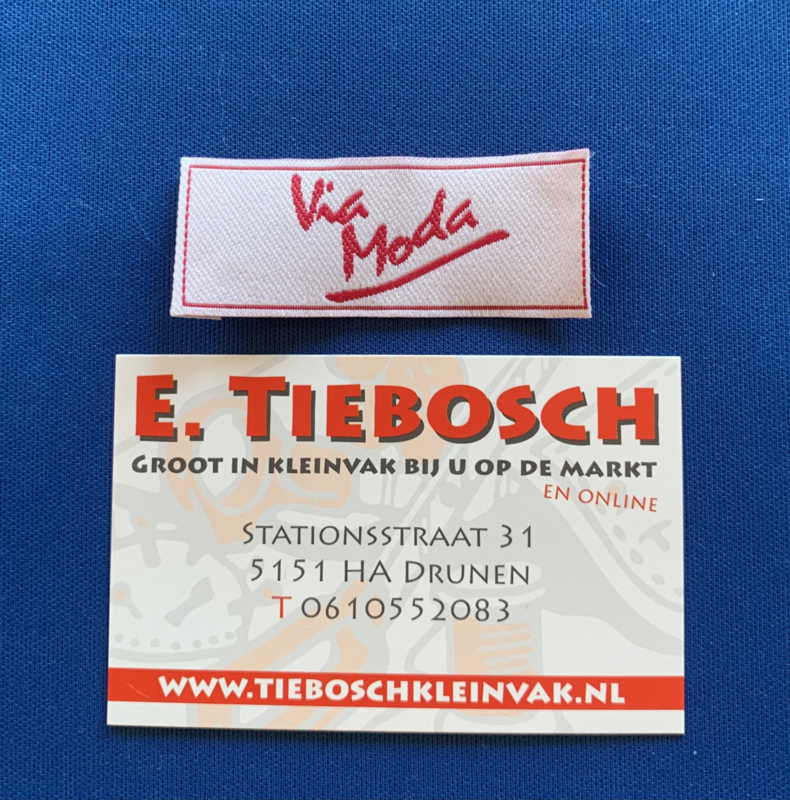 Via
Moda
E. TIEBOSCH
GROOT IN KLEINVAK BIJ U OP DE MARKT
EN ONLINE
STATIONSSTRAAT 31
5151 HA DRUNEN
T 0610552083
WWW.TIEBOSCHKLEINVAK.NL